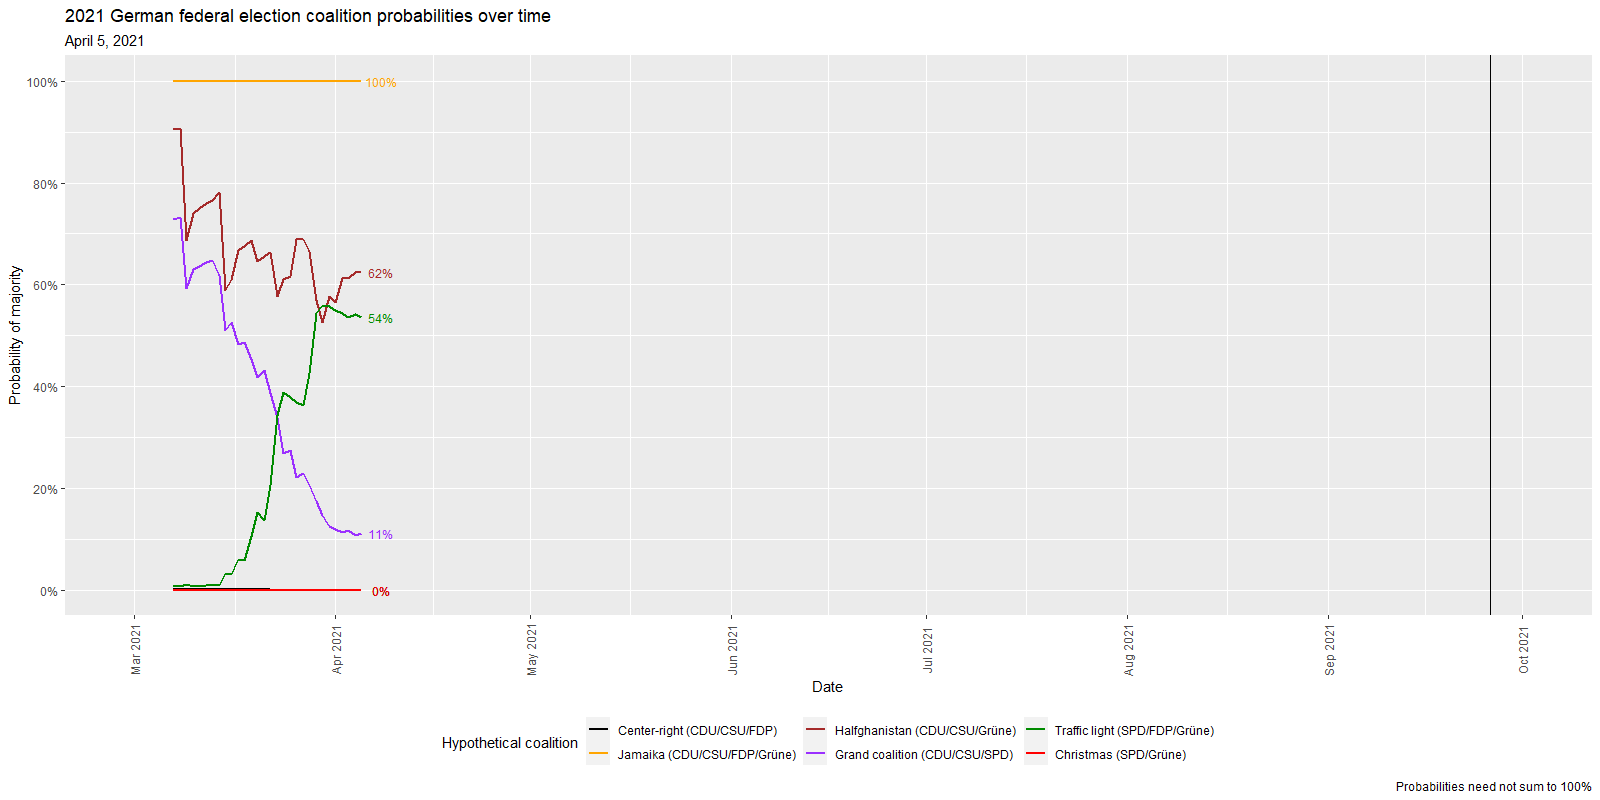 2021 German federal election coalition probabilities over time
April 5, 2021
Probability of majority
100%
80%
60%
40%
20%
0%
100%
62%
54%
11%
0%
Mar 2021
Apr 2021
May 2021
Jun 2021
Jul 2021
Aug 2021
Sep 2021
Oct 2021
Date
Hypothetical coalition
Center-right (CDU/CSU/FDP)
Halfghanistan (CDU/CSU/Grüne)
Traffic light (SPD/FDP/Grüne)
Jamaika (CDU/CSU/FDP/Grüne)
Grand coalition (CDU/CSU/SPD)
Christmas (SPD/Grüne)
Probabilities need not sum to 100%